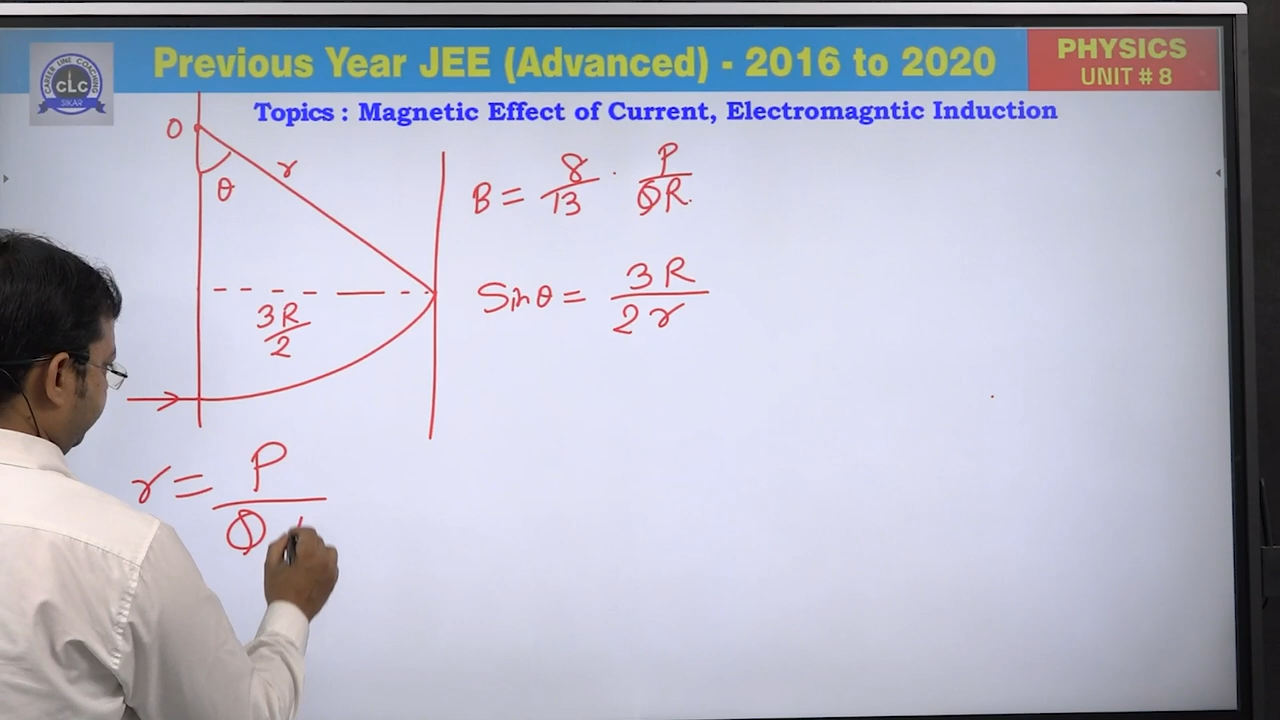 Previous Year JEE (Advanced) - 2016 to 2020
PHYSICS
UNIT # 8
CAREER LINE COACHING
CLC
SIKAR
Topics : Magnetic Effect of Current, Electromagntic Induction
O
r
θ
B = 8/13 . P/QR
Sinθ = 3R/2r
3R/2
r = P/Q